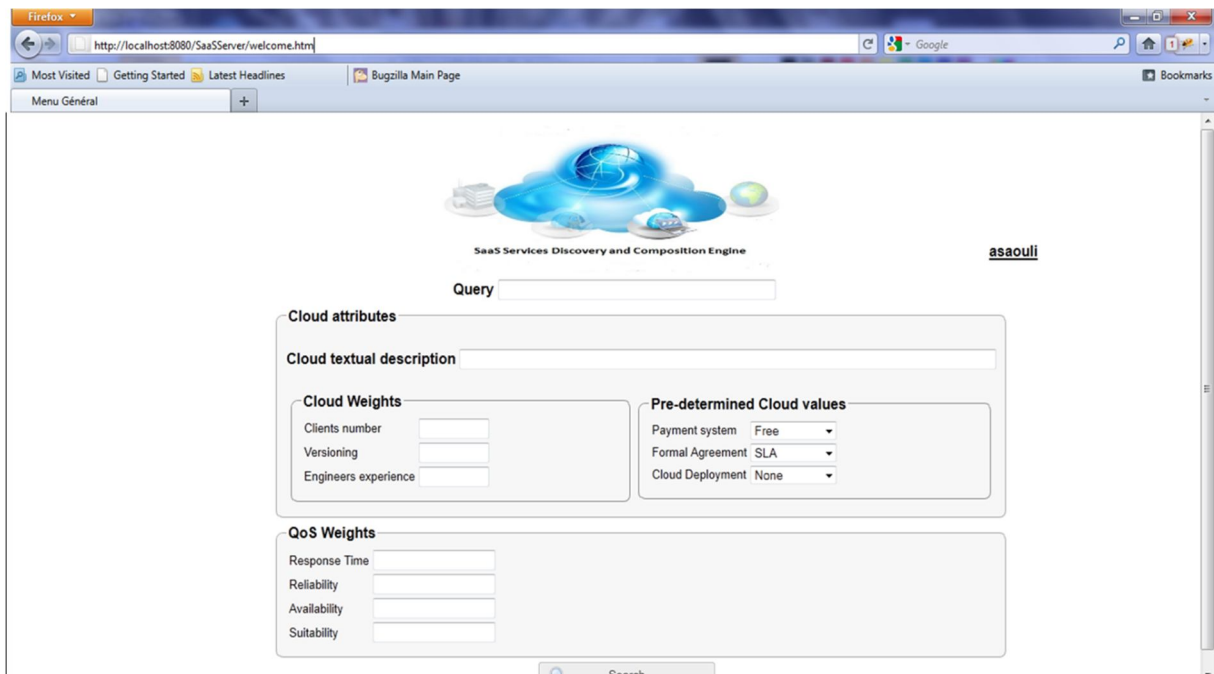 Firefox
http://localhost:8080/SaaSServer/welcome.htm
Google
1
Most Visited Getting Started Latest Headlines Bugzilla Main Page Bookmarks
Menu Général
SaaS Services Discovery and Composition Engine
asaouli
Query
Cloud attributes
Cloud textual description
Cloud Weights
Clients number
Versioning
Engineers experience
Pre-determined Cloud values
Payment system Free
Formal Agreement SLA
Cloud Deployment None
QoS Weights
Response Time
Reliability
Availability
Suitability
Search